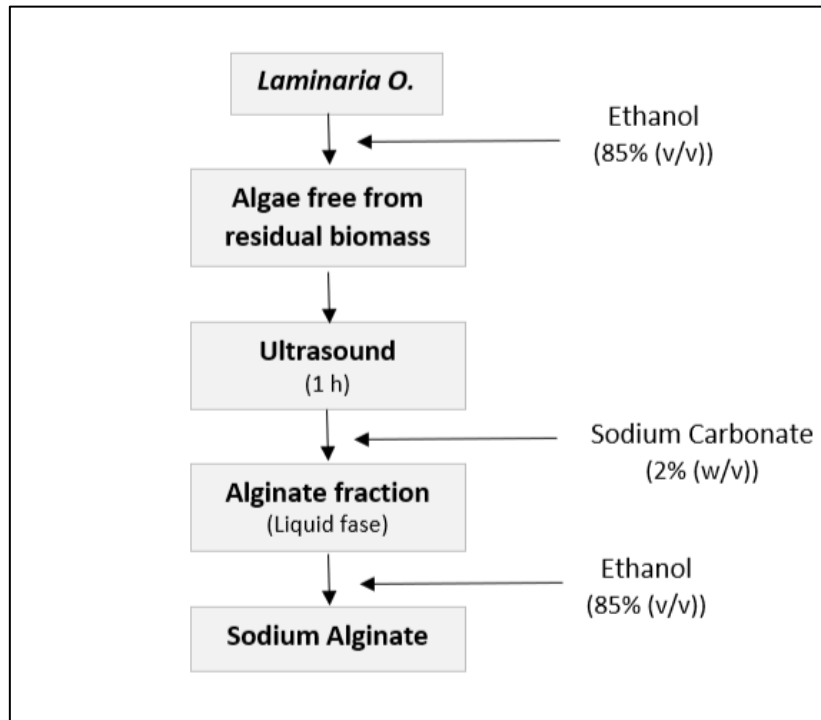 Laminaria O.
Ethanol
(85% (v/v))
Algae free from
residual biomass
Ultrasound
(1 h)
Sodium Carbonate
(2% (w/v))
Alginate fraction
(Liquid fase)
Ethanol
(85% (v/v))
Sodium Alginate